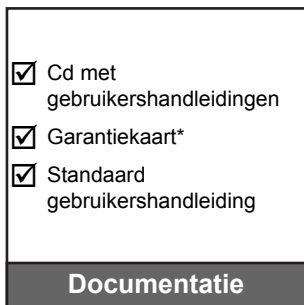 Cd met
gebruikershandleidingen
Garantiekaart*
Standaard
gebruikershandleiding
Documentatie